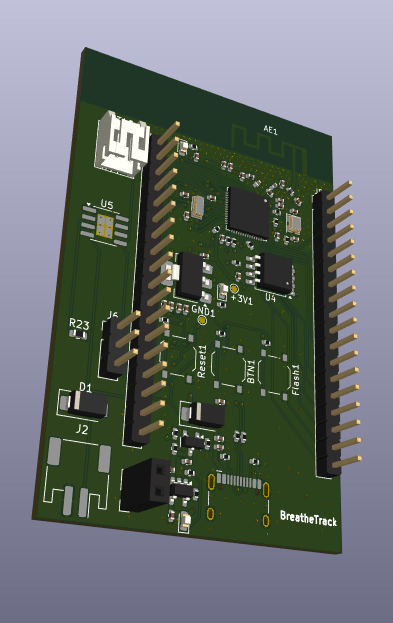 AE1
U5
U4
+3V1
GND1
J6
R23
Reset1
BTN1
Flash1
D1
J2
BreatheTrack